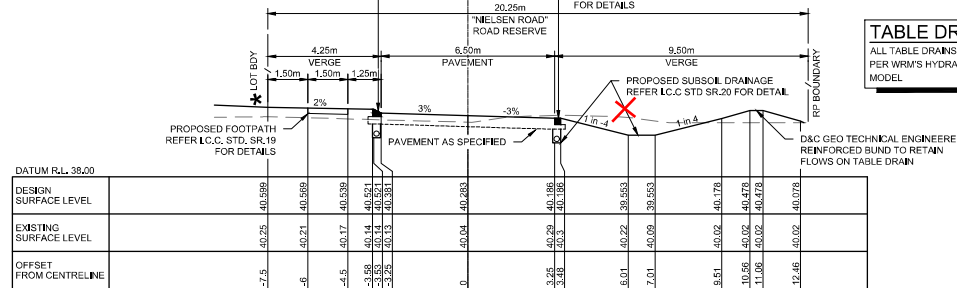 FOR DETAILS
20.25m
"NIELSEN ROAD"
ROAD RESERVE
LOT BDY
4.25m
VERGE
6.50m
PAVEMENT
9.50m
VERGE
RP BOUNDARY
TABLE DR
ALL TABLE DRAINS
PER WRM'S HYDRA
MODEL
1.50m
1.50m
1.25m
*
2%
3%
-3%
1 in -4
1 in 4
PROPOSED SUBSOIL DRAINAGE
REFER I.C.C STD SR.20 FOR DETAIL
PROPOSED FOOTPATH
REFER I.C.C. STD. SR.19
FOR DETAILS
PAVEMENT AS SPECIFIED
D&C GEO TECHNICAL ENGINEERE
REINFORCED BUND TO RETAIN
FLOWS ON TABLE DRAIN
DATUM R.L. 38.00
DESIGN
SURFACE LEVEL
40.599 40.569 40.539 40.521 40.521 40.381 40.283 40.186 40.186 39.553 39.553 40.178 40.478 40.478 40.078
EXISTING
SURFACE LEVEL
40.25 40.21 40.17 40.14 40.14 40.13 40.04 40.29 40.3 40.22 40.09 40.02 40.02 40.02 40.02
OFFSET
FROM CENTRELINE
-7.5 -6 -4.5 -3.58 -3.53 -3.25 0 3.25 3.48 6.01 7.01 9.51 10.56 11.06 12.46